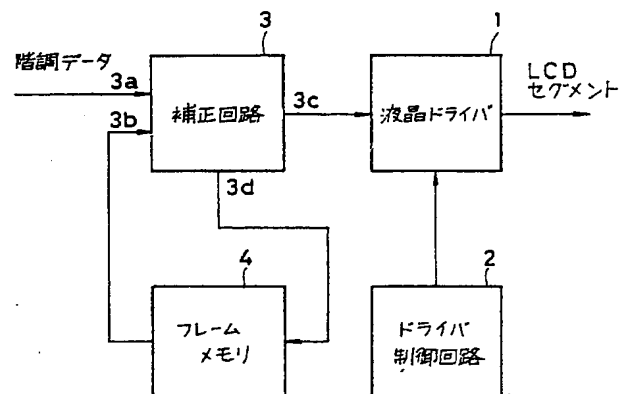 階調データ
3a
3b
3
補正回路
3c
3d
1
液晶ドライバ
LCD
セグメント
4
フレーム
メモリ
2
ドライバ
制御回路